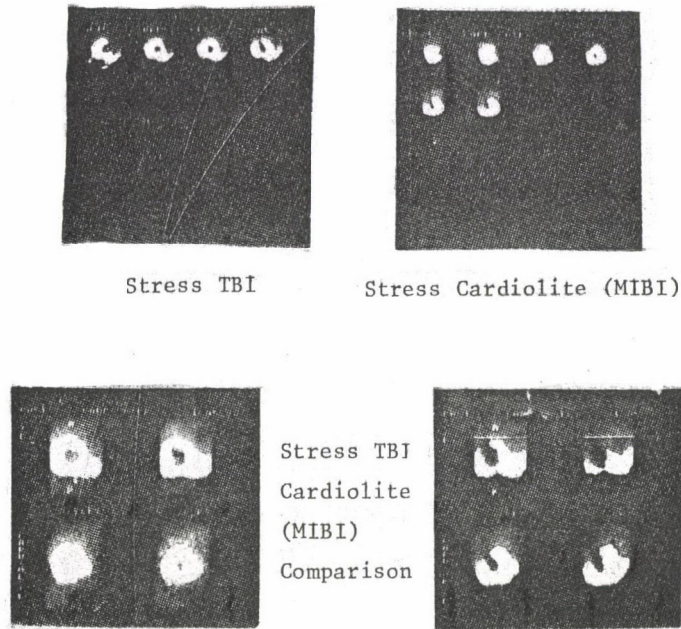 Stress TBI
Stress Cardiolite (MIBI)
Stress TBI
Cardiolite
(MIBI)
Comparison